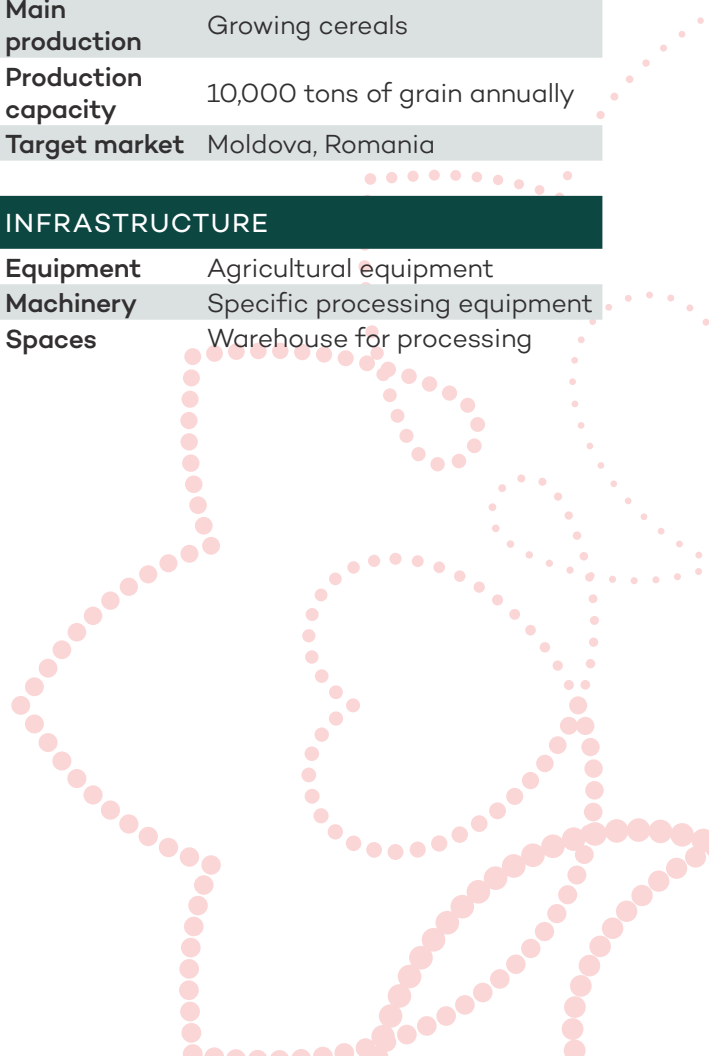 Main
production Growing cereals
Production
capacity 10,000 tons of grain annually
Target market Moldova, Romania
INFRASTRUCTURE
Equipment Agricultural equipment
Machinery Specific processing equipment
Spaces Warehouse for processing